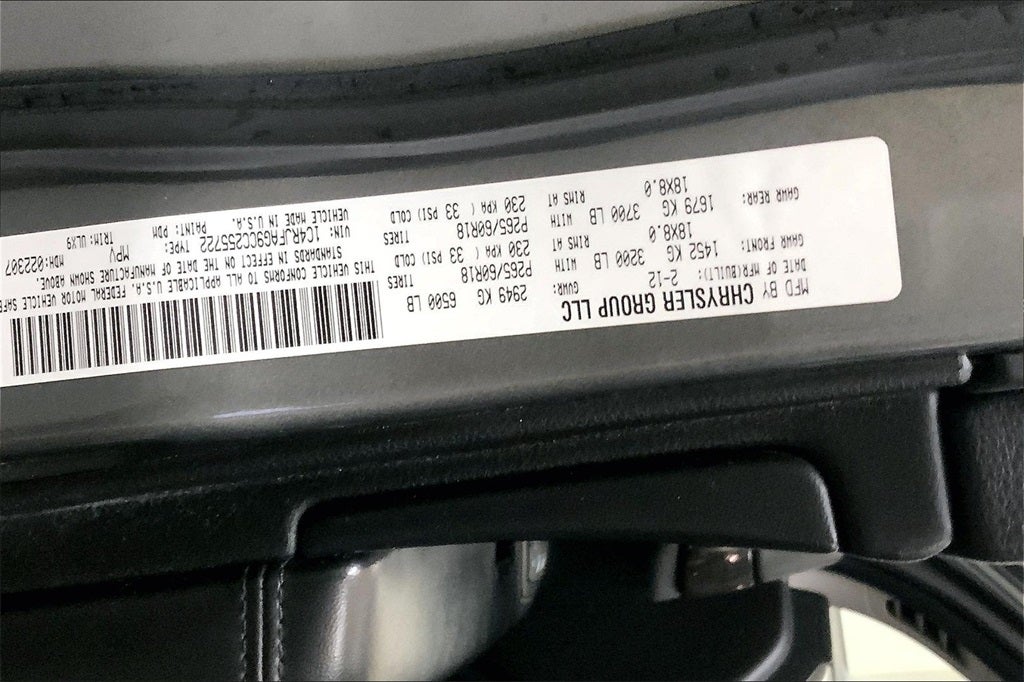 MFD BY CHRYSLER GROUP LLC
DATE OF MFR(BUILT): 2-12 GVWR: 2949 KG 6500 LB
GAWR FRONT: 1452 KG 3200 LB WITH TIRES P265/60R18
18X8.0 RIMS AT 230 KPA ( 33 PSI) COLD
GAWR REAR: 1679 KG 3700 LB WITH TIRES P265/60R18
18X8.0 RIMS AT 230 KPA ( 33 PSI) COLD
THIS VEHICLE CONFORMS TO ALL APPLICABLE U.S.A. FEDERAL MOTOR VEHICLE SAFE
STANDARDS IN EFFECT ON THE DATE OF MANUFACTURE SHOWN ABOVE.
VIN: 1C4RJFAG9CC255722 TYPE: MPV MDH:022307
VEHICLE MADE IN U.S.A. PAINT: PDM TRIM: ULX9